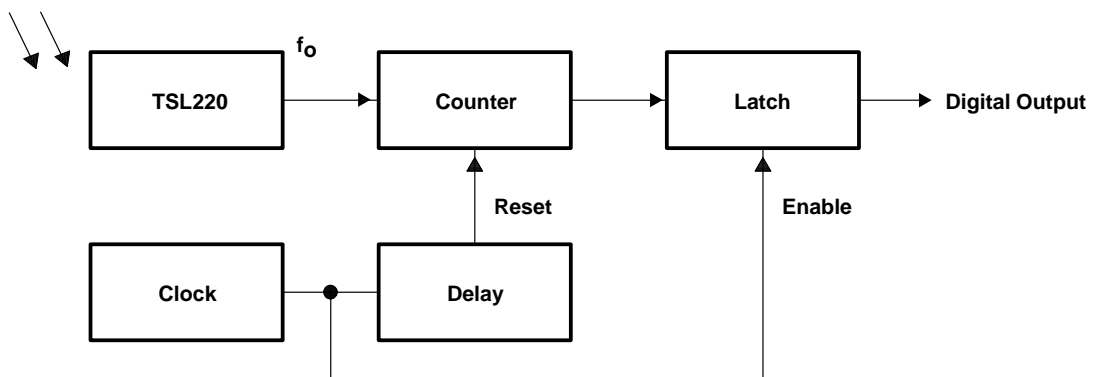 fo
TSL220
Counter
Latch
Digital Output
Reset
Enable
Clock
Delay